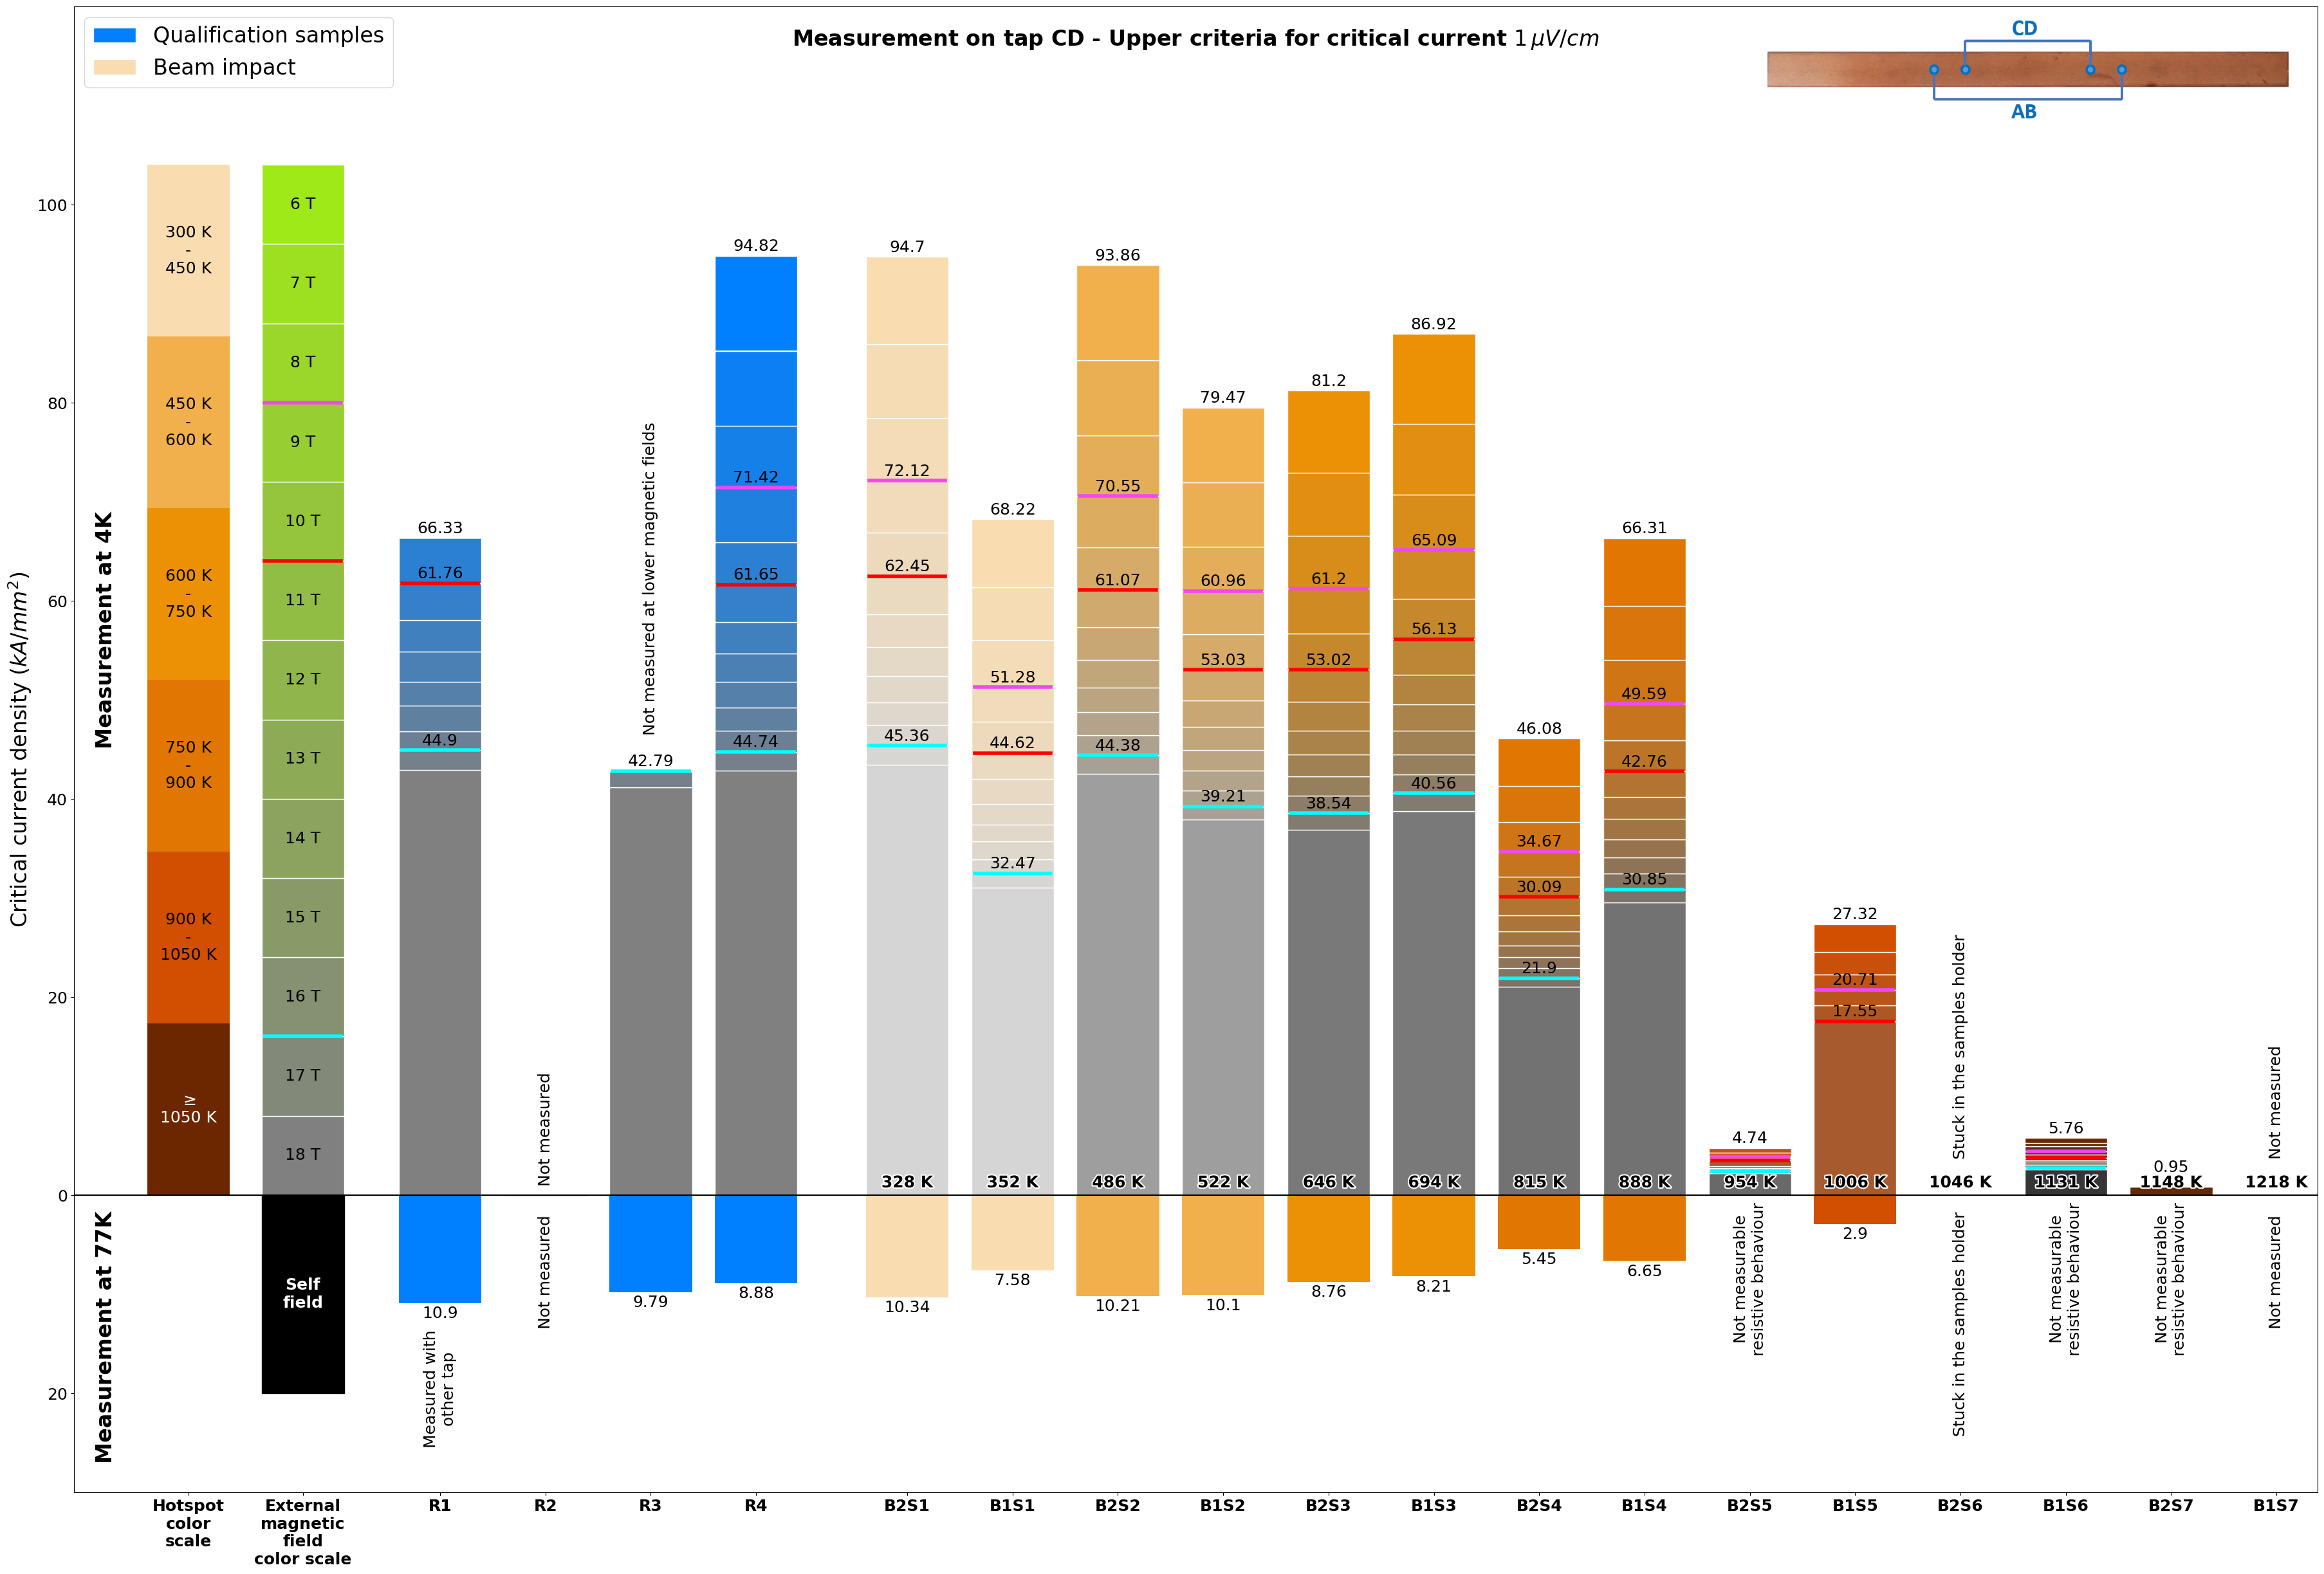 Qualification samples
Beam impact
Measurement on tap CD - Upper criteria for critical current 1 μV/cm
CD
AB
Critical current density (kA/mm²)
100
80
60
40
20
0
20
Measurement at 4K
Measurement at 77K
300 K
-
450 K
450 K
-
600 K
600 K
-
750 K
750 K
-
900 K
900 K
-
1050 K
≥
1050 K
6 T
7 T
8 T
9 T
10 T
11 T
12 T
13 T
14 T
15 T
16 T
17 T
18 T
Self
field
66.33
61.76
44.9
10.9
Measured with
other tap
Not measured
Not measured
Not measured at lower magnetic fields
42.79
9.79
94.82
71.42
61.65
44.74
8.88
94.7
72.12
62.45
45.36
328 K
10.34
68.22
51.28
44.62
32.47
352 K
7.58
93.86
70.55
61.07
44.38
486 K
10.21
79.47
60.96
53.03
39.21
522 K
10.1
81.2
61.2
53.02
38.54
646 K
8.76
86.92
65.09
56.13
40.56
694 K
8.21
46.08
34.67
30.09
21.9
815 K
5.45
66.31
49.59
42.76
30.85
888 K
6.65
4.74
954 K
Not measurable
resistive behaviour
27.32
20.71
17.55
1006 K
2.9
Stuck in the samples holder
1046 K
Stuck in the samples holder
5.76
1131 K
Not measurable
resistive behaviour
0.95
1148 K
Not measurable
resistive behaviour
Not measured
1218 K
Not measured
Hotspot
color
scale
External
magnetic
field
color scale
R1
R2
R3
R4
B2S1
B1S1
B2S2
B1S2
B2S3
B1S3
B2S4
B1S4
B2S5
B1S5
B2S6
B1S6
B2S7
B1S7